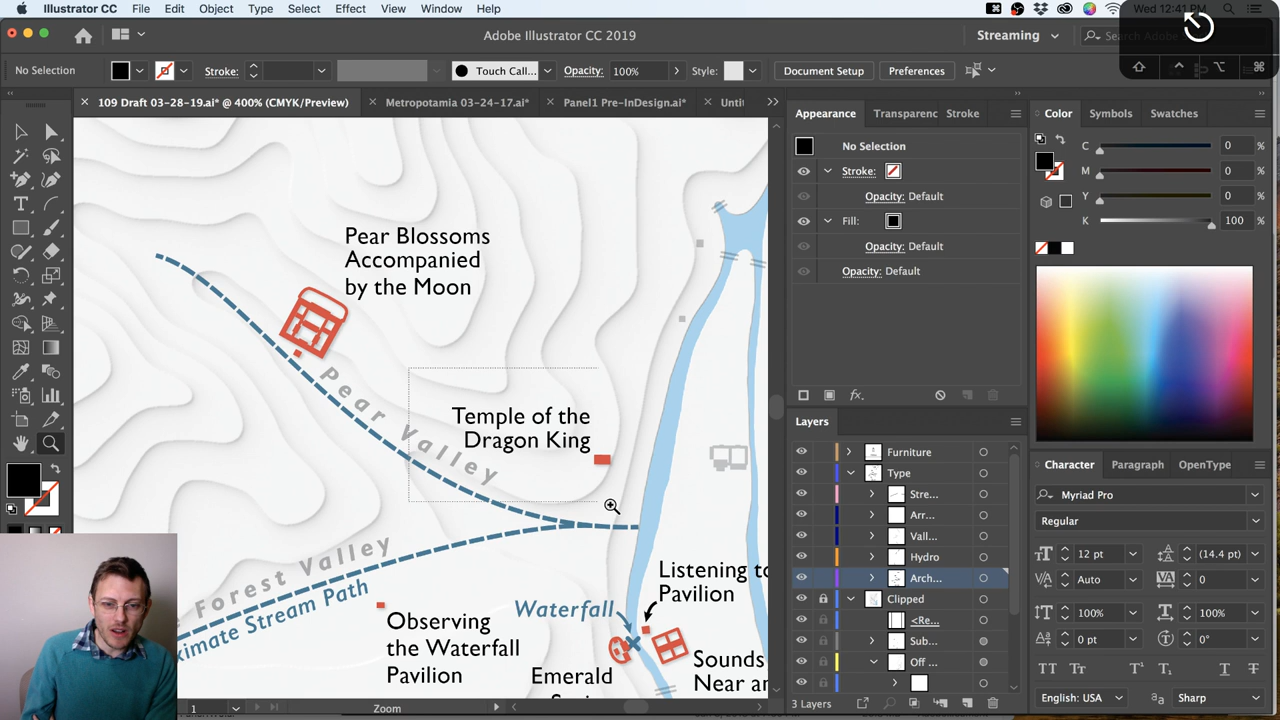 Illustrator CC File Edit Object Type Select Effect View Window Help
Wed 12:41 PM
Adobe Illustrator CC 2019
Streaming
Search Adobe
No Selection
Stroke:
Touch Call...
Opacity: 100%
Style:
Document Setup
Preferences
109 Draft 03-28-19.ai* @ 400% (CMYK/Preview)
Metropotamia 03-24-17.ai*
Panel1 Pre-InDesign.ai*
Unti
Pear Blossoms
Accompanied
by the Moon
Pear Valley
Temple of the
Dragon King
Forest Valley
ximate Stream Path
Observing
the Waterfall
Pavilion
Waterfall
Listening to
Pavilion
Emerald
Sounds
Near an
1
Zoom
Appearance
Transparenc
Stroke
No Selection
Stroke:
Opacity: Default
Fill:
Opacity: Default
Opacity: Default
fx.
Layers
Furniture
Type
Stre...
Arr...
Vall...
Hydro
Arch...
Clipped
<Re...
Sub...
Off ...
3 Layers
Color
Symbols
Swatches
C 0 %
M 0 %
Y 0 %
K 100 %
Character
Paragraph
OpenType
Myriad Pro
Regular
12 pt
(14.4 pt)
Auto
0
100%
100%
0 pt
0°
English: USA
Sharp